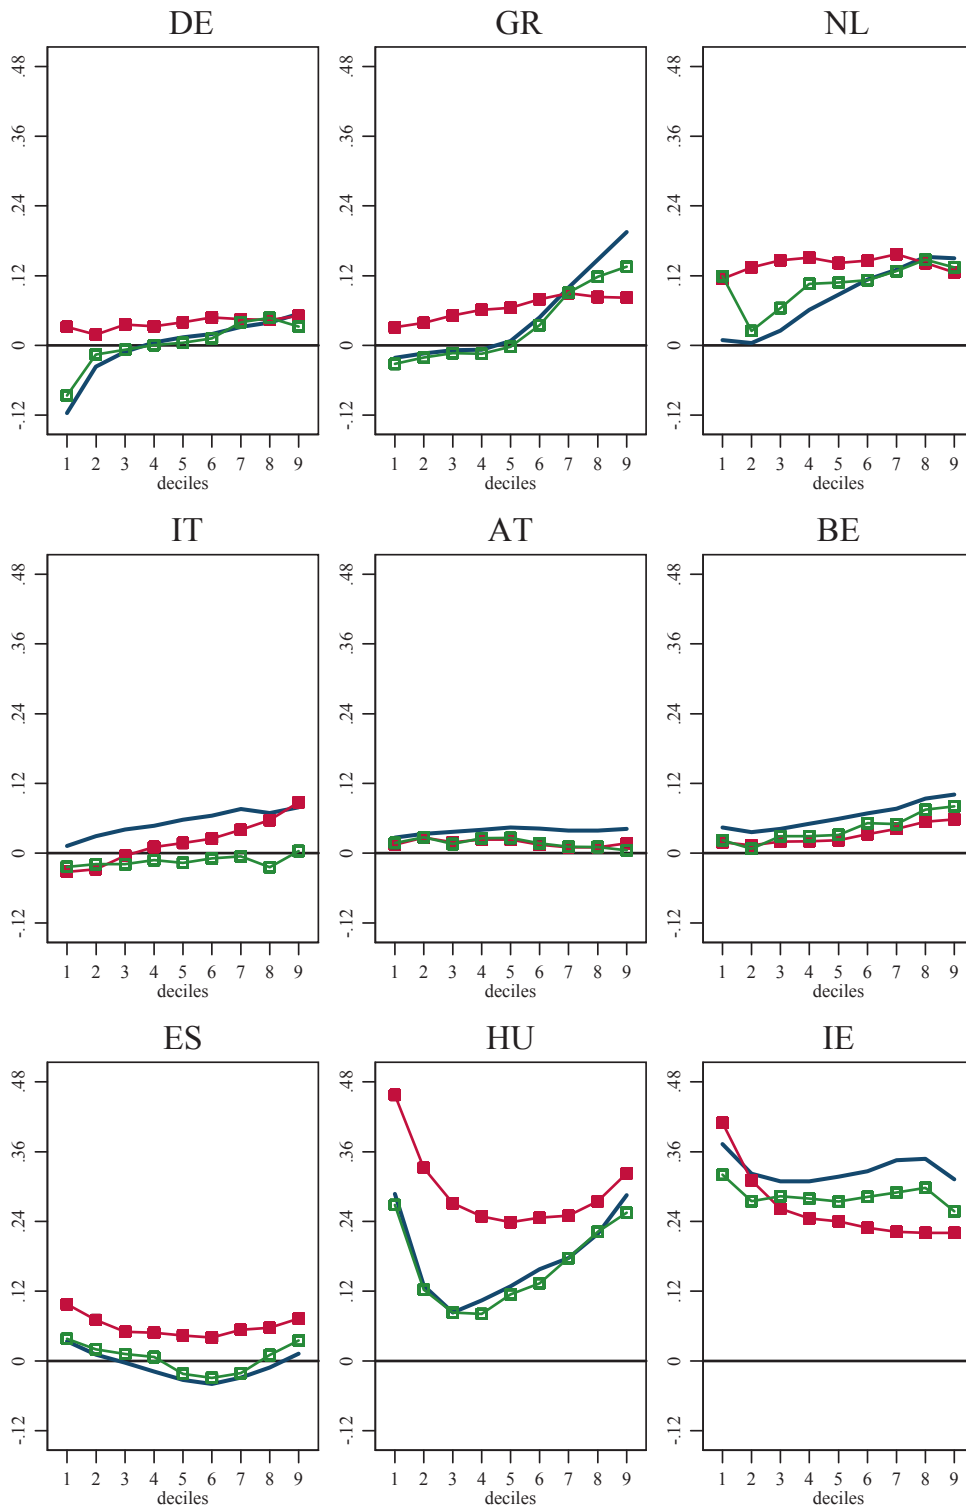 DE GR NL
.48 .48 .48
.36 .36 .36
.24 .24 .24
.12 .12 .12
0 0 0
-.12 -.12 -.12
1 2 3 4 5 6 7 8 9 1 2 3 4 5 6 7 8 9 1 2 3 4 5 6 7 8 9
deciles deciles deciles
IT AT BE
.48 .48 .48
.36 .36 .36
.24 .24 .24
.12 .12 .12
0 0 0
-.12 -.12 -.12
1 2 3 4 5 6 7 8 9 1 2 3 4 5 6 7 8 9 1 2 3 4 5 6 7 8 9
deciles deciles deciles
ES HU IE
.48 .48 .48
.36 .36 .36
.24 .24 .24
.12 .12 .12
0 0 0
-.12 -.12 -.12
1 2 3 4 5 6 7 8 9 1 2 3 4 5 6 7 8 9 1 2 3 4 5 6 7 8 9
deciles deciles deciles